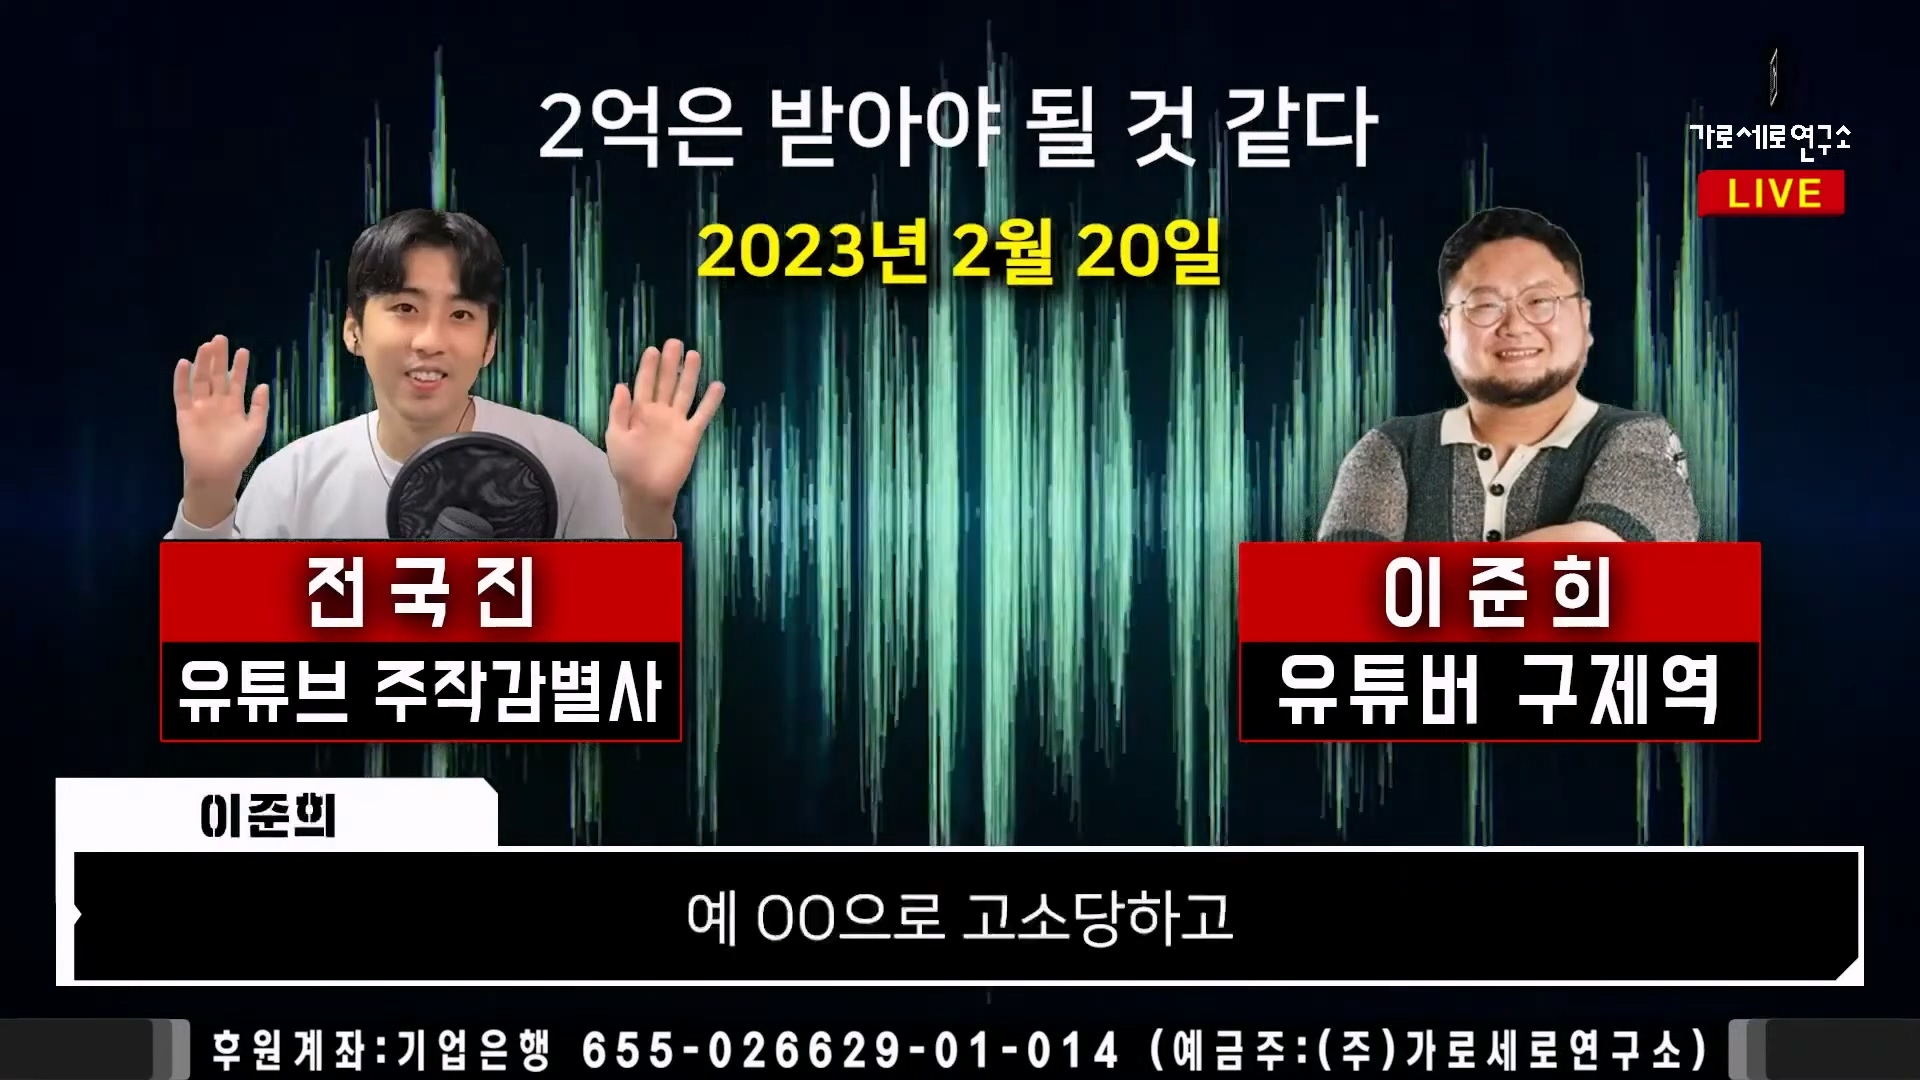 2억은 받아야 될 것 같다
가로세로연구소
LIVE
2023년 2월 20일
전국진
유튜브 주작감별사
이준희
유튜버 구제역
이준희
예 OO으로 고소당하고
후원계좌:기업은행 655-026629-01-014 (예금주:(주)가로세로연구소)